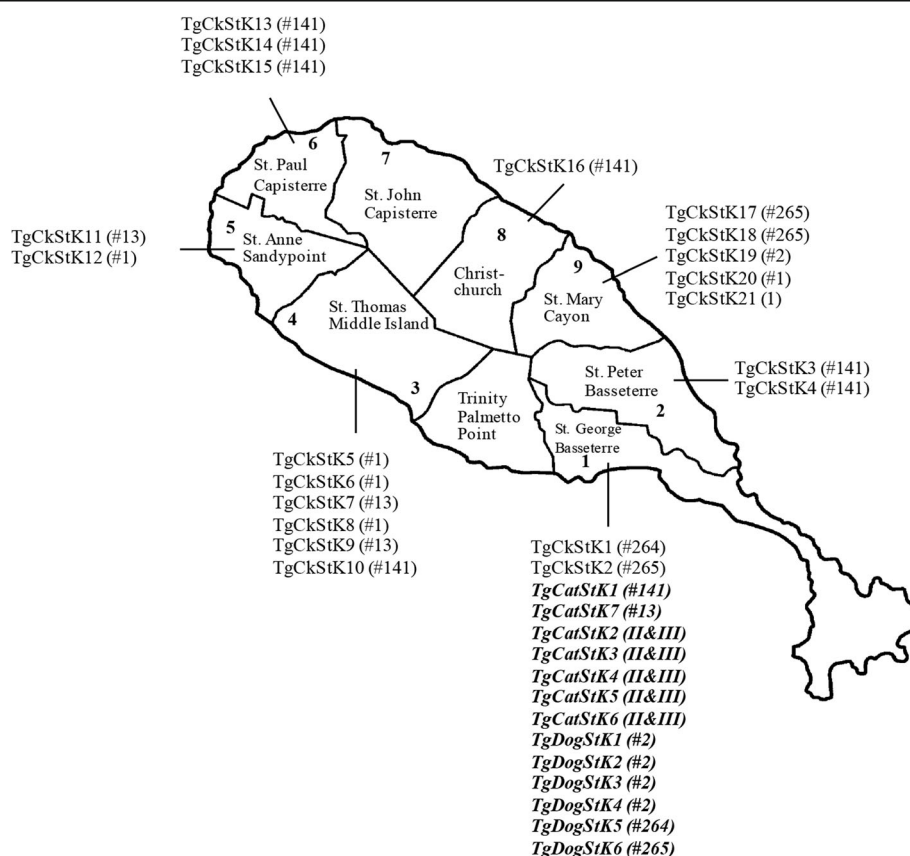 TgCkStK13 (#141)
TgCkStK14 (#141)
TgCkStK15 (#141)
6
St. Paul
Capisterre
7
St. John
Capisterre
TgCkStK16 (#141)
8
Christ-
church
TgCkStK17 (#265)
TgCkStK18 (#265)
TgCkStK19 (#2)
TgCkStK20 (#1)
TgCkStK21 (1)
9
St. Mary
Cayon
TgCkStK11 (#13)
TgCkStK12 (#1)
5
St. Anne
Sandypoint
4
St. Thomas
Middle Island
3
Trinity
Palmetto
Point
St. Peter
Basseterre
2
TgCkStK3 (#141)
TgCkStK4 (#141)
St. George
Basseterre
1
TgCkStK5 (#1)
TgCkStK6 (#1)
TgCkStK7 (#13)
TgCkStK8 (#1)
TgCkStK9 (#13)
TgCkStK10 (#141)
TgCkStK1 (#264)
TgCkStK2 (#265)
TgCatStK1 (#141)
TgCatStK7 (#13)
TgCatStK2 (II&III)
TgCatStK3 (II&III)
TgCatStK4 (II&III)
TgCatStK5 (II&III)
TgCatStK6 (II&III)
TgDogStK1 (#2)
TgDogStK2 (#2)
TgDogStK3 (#2)
TgDogStK4 (#2)
TgDogStK5 (#264)
TgDogStK6 (#265)